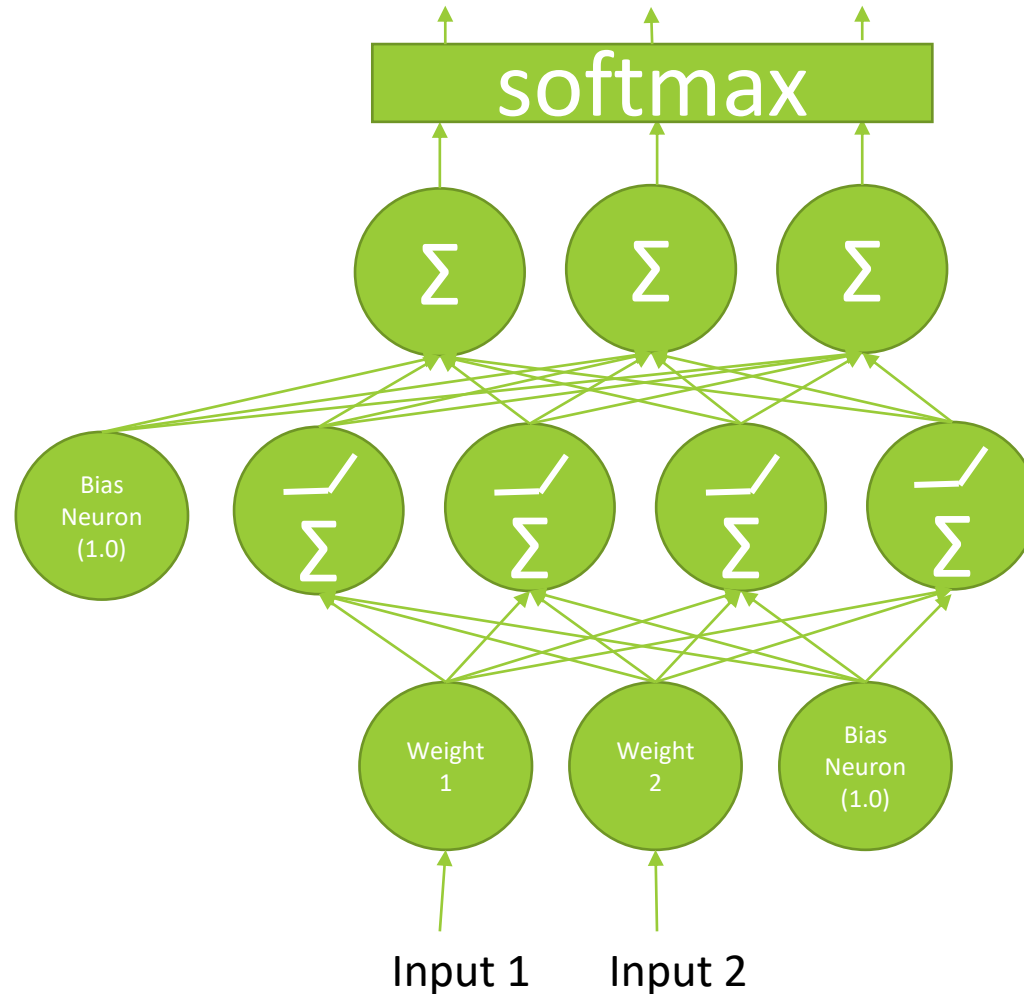 softmax
Σ Σ Σ
Bias
Neuron
(1.0)
Σ Σ Σ Σ
Weight
1
Weight
2
Bias
Neuron
(1.0)
Input 1 Input 2